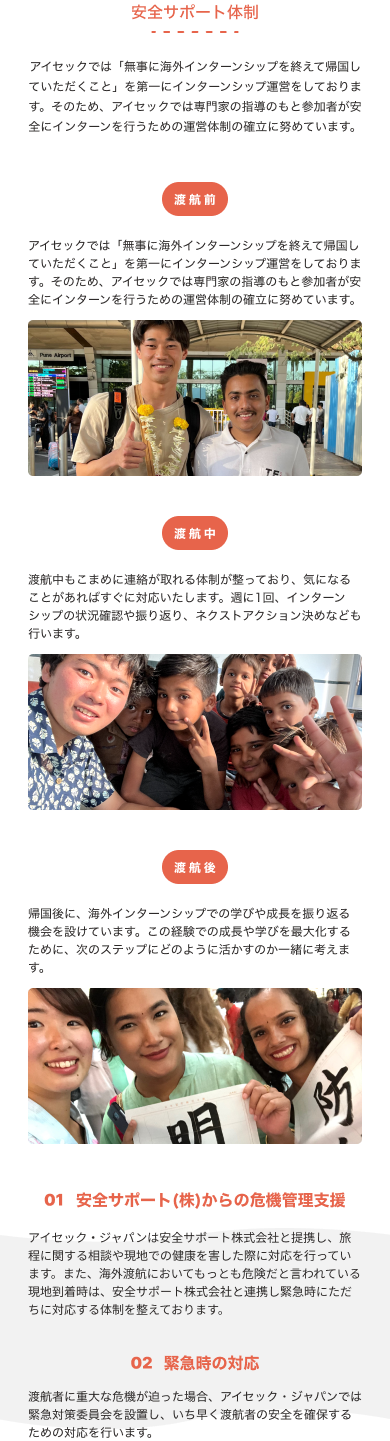 安全サポート体制
アイセックでは「無事に海外インターンシップを終えて帰国し
ていただくこと」を第一にインターンシップ運営をしておりま
す。そのため、アイセックでは専門家の指導のもと参加者が安
全にインターンを行うための運営体制の確立に努めています。
渡航前
アイセックでは「無事に海外インターンシップを終えて帰国し
ていただくこと」を第一にインターンシップ運営をしておりま
す。そのため、アイセックでは専門家の指導のもと参加者が安
全にインターンを行うための運営体制の確立に努めています。
Pune Airport
渡航中
渡航中もこまめに連絡が取れる体制が整っており、気になる
ことがあればすぐに対応いたします。週に1回、インターン
シップの状況確認や振り返り、ネクストアクション決めなども
行います。
渡航後
帰国後に、海外インターンシップでの学びや成長を振り返る
機会を設けています。この経験での成長や学びを最大化する
ために、次のステップにどのように活かすのか一緒に考えま
す。
明
防
01 安全サポート(株)からの危機管理支援
アイセック・ジャパンは安全サポート株式会社と提携し、旅
程に関する相談や現地での健康を害した際に対応を行ってい
ます。また、海外渡航においてもっとも危険だと言われている
現地到着時は、安全サポート株式会社と連携し緊急時にただ
ちに対応する体制を整えております。
02 緊急時の対応
渡航者に重大な危機が迫った場合、アイセック・ジャパンでは
緊急対策委員会を設置し、いち早く渡航者の安全を確保する
ための対応を行います。